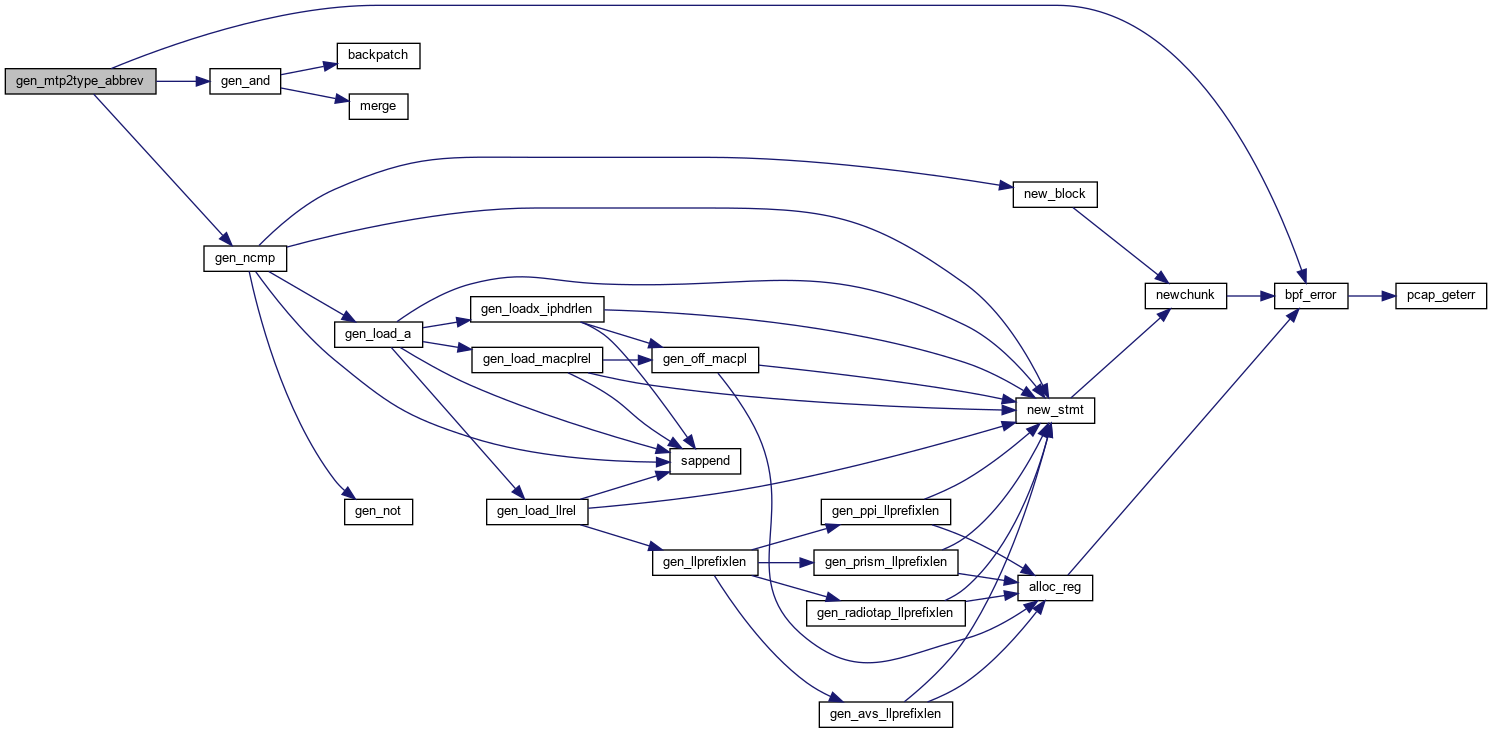 gen_mtp2type_abbrev
gen_and
backpatch
merge
gen_ncmp
new_block
gen_load_a
gen_loadx_iphdrlen
gen_load_macplrel
gen_off_macpl
newchunk
bpf_error
pcap_geterr
new_stmt
sappend
gen_not
gen_load_llrel
gen_llprefixlen
gen_ppi_llprefixlen
gen_prism_llprefixlen
gen_radiotap_llprefixlen
alloc_reg
gen_avs_llprefixlen